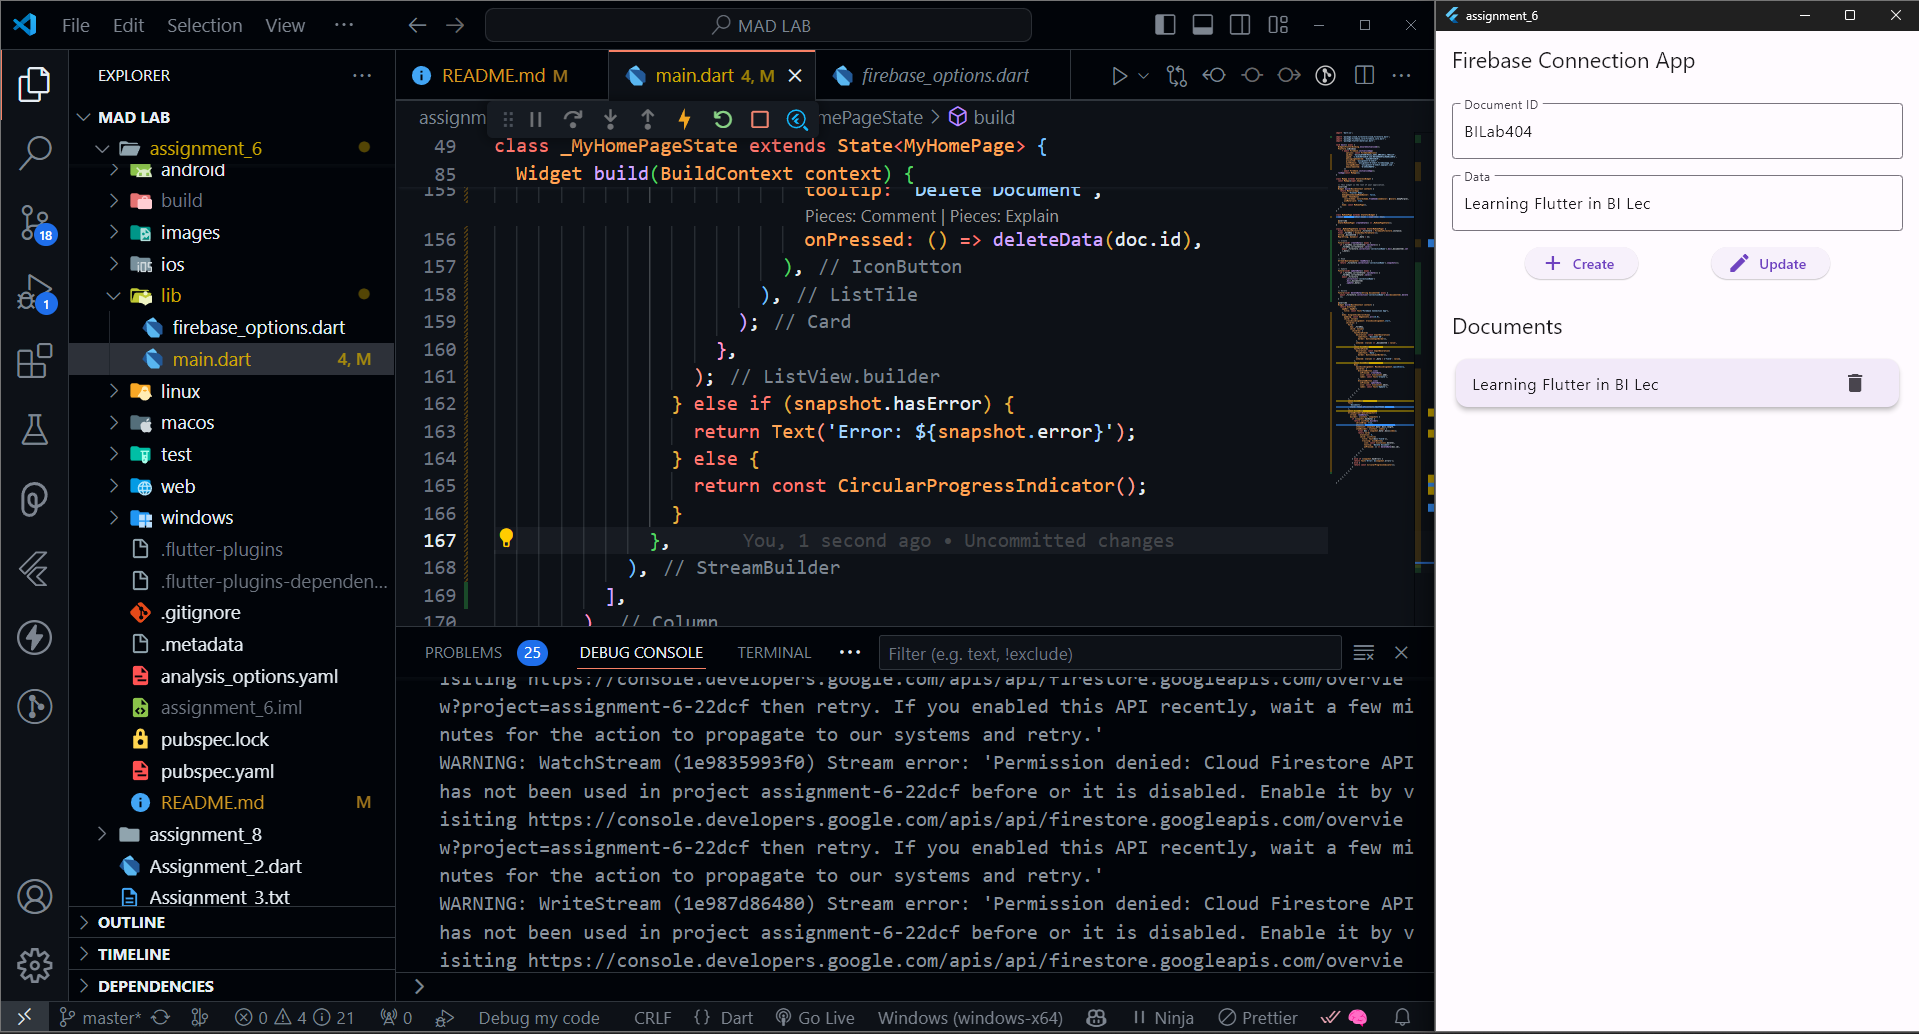 File Edit Selection View ···
MAD LAB
EXPLORER ···
MAD LAB
assignment_6
android
build
images
ios
lib
firebase_options.dart
main.dart 4, M
linux
macos
test
web
windows
.flutter-plugins
.flutter-plugins-dependen...
.gitignore
.metadata
analysis_options.yaml
assignment_6.iml
pubspec.lock
pubspec.yaml
README.md M
assignment_8
Assignment_2.dart
Assignment_3.txt
OUTLINE
TIMELINE
DEPENDENCIES
18
1
README.md M main.dart 4, M firebase_options.dart
assignm mePageState > build
49 class _MyHomePageState extends State<MyHomePage> {
85 Widget build(BuildContext context) {
155 tooltip: 'Delete Document',
Pieces: Comment | Pieces: Explain
156 onPressed: () => deleteData(doc.id),
157 ), // IconButton
158 ), // ListTile
159 ); // Card
160 },
161 ); // ListView.builder
162 } else if (snapshot.hasError) {
163 return Text('Error: ${snapshot.error}');
164 } else {
165 return const CircularProgressIndicator();
166 }
167 }, You, 1 second ago • Uncommitted changes
168 ), // StreamBuilder
169 ],
170 ) // Column
PROBLEMS 25 DEBUG CONSOLE TERMINAL ··· Filter (e.g. text, !exclude)
isiting https://console.developers.google.com/apis/api/firestore.googleapis.com/overvie
w?project=assignment-6-22dcf then retry. If you enabled this API recently, wait a few mi
nutes for the action to propagate to our systems and retry.'
WARNING: WatchStream (1e9835993f0) Stream error: 'Permission denied: Cloud Firestore API
has not been used in project assignment-6-22dcf before or it is disabled. Enable it by v
isiting https://console.developers.google.com/apis/api/firestore.googleapis.com/overvie
w?project=assignment-6-22dcf then retry. If you enabled this API recently, wait a few mi
nutes for the action to propagate to our systems and retry.'
WARNING: WriteStream (1e987d86480) Stream error: 'Permission denied: Cloud Firestore API
has not been used in project assignment-6-22dcf before or it is disabled. Enable it by v
isiting https://console.developers.google.com/apis/api/firestore.googleapis.com/overvie
master* 0 4 21 0 Debug my code CRLF {} Dart Go Live Windows (windows-x64) Ninja Prettier
assignment_6
Firebase Connection App
Document ID
BILab404
Data
Learning Flutter in BI Lec
Create Update
Documents
Learning Flutter in BI Lec